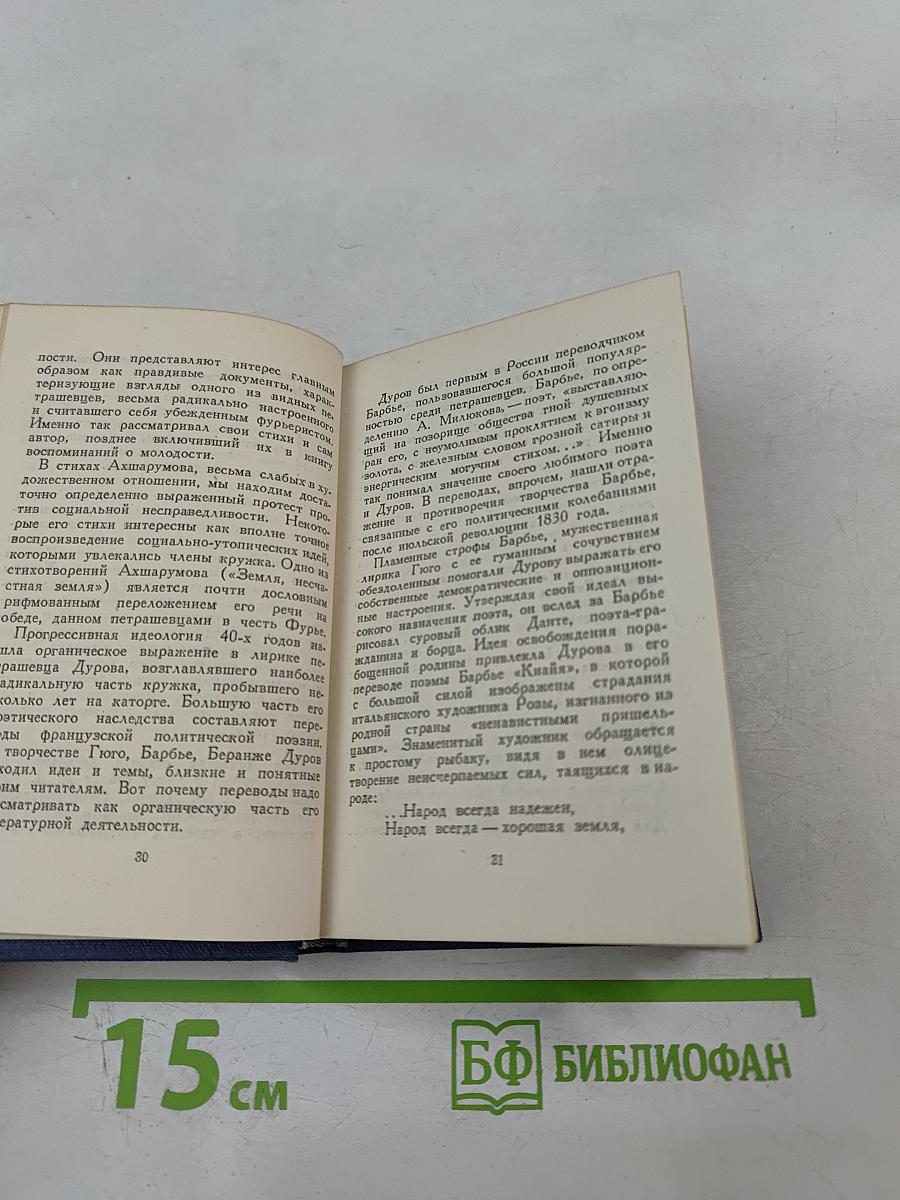 пости. Они представляют интерес главным
образом как правдивые документы, харак-
теризующие взгляды одного из видных пе-
трашевцев, весьма радикально настроенного
и считавшего себя убежденным фурьеристом.
Именно так рассматривал свои стихи и сам
автор, позднее включивший их в книгу
воспоминаний о молодости.
В стихах Ахшарумова, весьма слабых в ху-
дожественном отношении, мы находим доста-
точно определенно выраженный протест про-
тив социальной несправедливости. Некото-
рые его стихи интересны как вполне точное
воспроизведение социально-утопических идей,
которыми увлекались члены кружка. Одно из
стихотворений Ахшарумова («Земля, несча-
стная земля») является почти дословным
рифмованным переложением его речи на
обеде, данном петрашевцами в честь Фурье.
Прогрессивная идеология 40-х годов на-
шла органическое выражение в лирике пе-
трашевца Дурова, возглавлявшего наиболее
радикальную часть кружка, пробывшего не-
сколько лет на каторге. Большую часть его
поэтического наследства составляют пере-
оды французской политической поэзии.
творчестве Гюго, Барбье, Беранже Дуров
ходил идеи и темы, близкие и понятные
оим читателям. Вот почему переводы надо
сматривать как органическую часть его
ературной деятельности.
30
Дуров был первым в России переводчиком
Барбье, пользовавшегося большой популяр-
ностью среди петрашевцев. Барбье, по опре-
делению А. Милюкова, — поэт, «выставляю-
щий на позорище общества гной душевных
ран его, с неумолимым проклятием к эгоизму
золота, с железным словом грозной сатиры и
энергическим могучим стихом...» Именно
так понимал значение своего любимого поэта
и Дуров. В переводах, впрочем, нашли отра-
жение и противоречия творчества Барбье,
связанные с его политическими колебаниями
после июльской революции 1830 года.
Пламенные строфы Барбье, мужественная
лирика Гюго с ее гуманным сочувствием
обездоленным помогали Дурову выражать его
собственные демократические и оппозицион-
ные настроения. Утверждая свой идеал вы-
сокого назначения поэта, он вслед за Барбье
рисовал суровый облик Данте, поэта-гра-
жданина и борца. Идея освобождения пора-
бощенной родины привлекла Дурова в его
переводе поэмы Барбье «Кнайя», в которой
с большой силой изображены страдания
итальянского художника Розы, изгнанного из
родной страны «ненавистными пришель-
цами». Знаменитый художник обращается
к простому рыбаку, видя в нем олице-
творение неисчерпаемых сил, таящихся в на-
роде:
...Народ всегда надежен,
Народ всегда — хорошая земля,
31
15 см
БФ БИБЛИОФАН